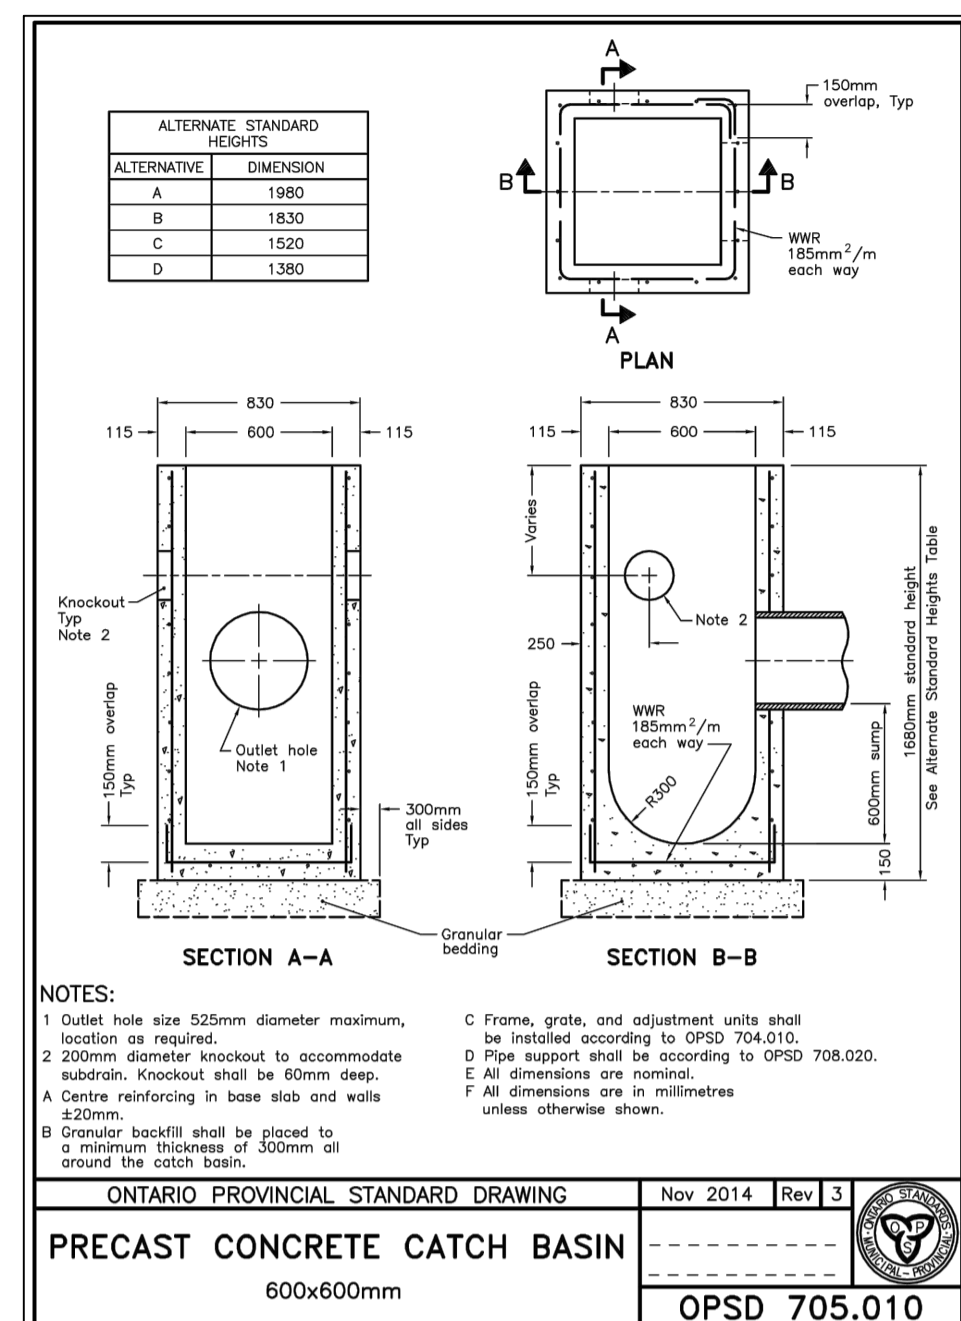 ALTERNATE STANDARD
HEIGHTS
ALTERNATIVE DIMENSION
A 1980
B 1830
C 1520
D 1380
A
150mm
overlap, Typ
B
B
WWR
185mm²/m
each way
A
PLAN
830
115
600
115
Knockout
Typ
Note 2
150mm overlap
Typ
Outlet hole
Note 1
300mm
all sides
Typ
SECTION A-A
830
115
600
115
Varies
Note 2
250
WWR
185mm²/m
each way
150mm overlap
Typ
R300
600mm sump
150
1680mm standard height
See Alternate Standard Heights Table
Granular
bedding
SECTION B-B
NOTES:
1 Outlet hole size 525mm diameter maximum,
location as required.
2 200mm diameter knockout to accommodate
subdrain. Knockout shall be 60mm deep.
A Centre reinforcing in base slab and walls
±20mm.
B Granular backfill shall be placed to
a minimum thickness of 300mm all
around the catch basin.
C Frame, grate, and adjustment units shall
be installed according to OPSD 704.010.
D Pipe support shall be according to OPSD 708.020.
E All dimensions are nominal.
F All dimensions are in millimetres
unless otherwise shown.
ONTARIO PROVINCIAL STANDARD DRAWING
Nov 2014 Rev 3
PRECAST CONCRETE CATCH BASIN
600x600mm
ONTARIO STANDARDS
MUNICIPAL - PROVINCIAL
O P
S
OPSD 705.010